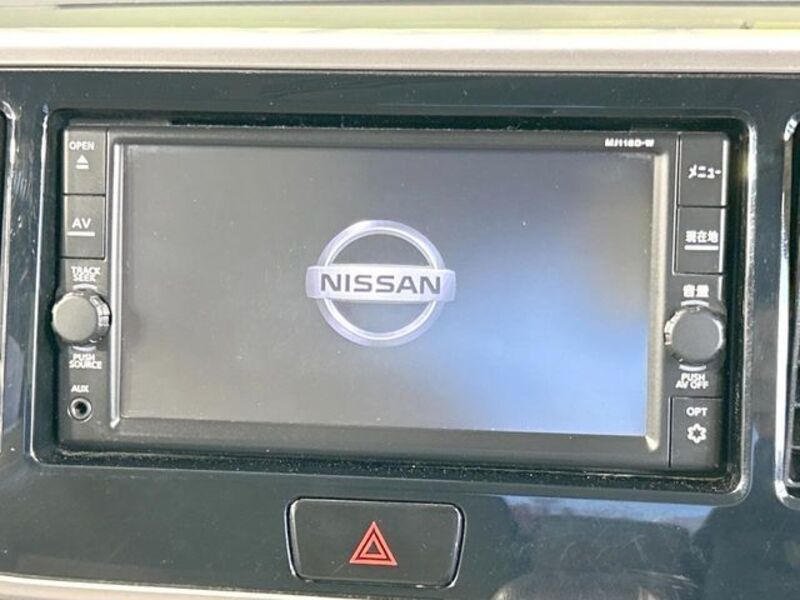 OPEN
MJ118D-W
メニュー
AV
現在地
TRACK
SEEK
音量
NISSAN
PUSH
SOURCE
PUSH
AV OFF
AUX
OPT